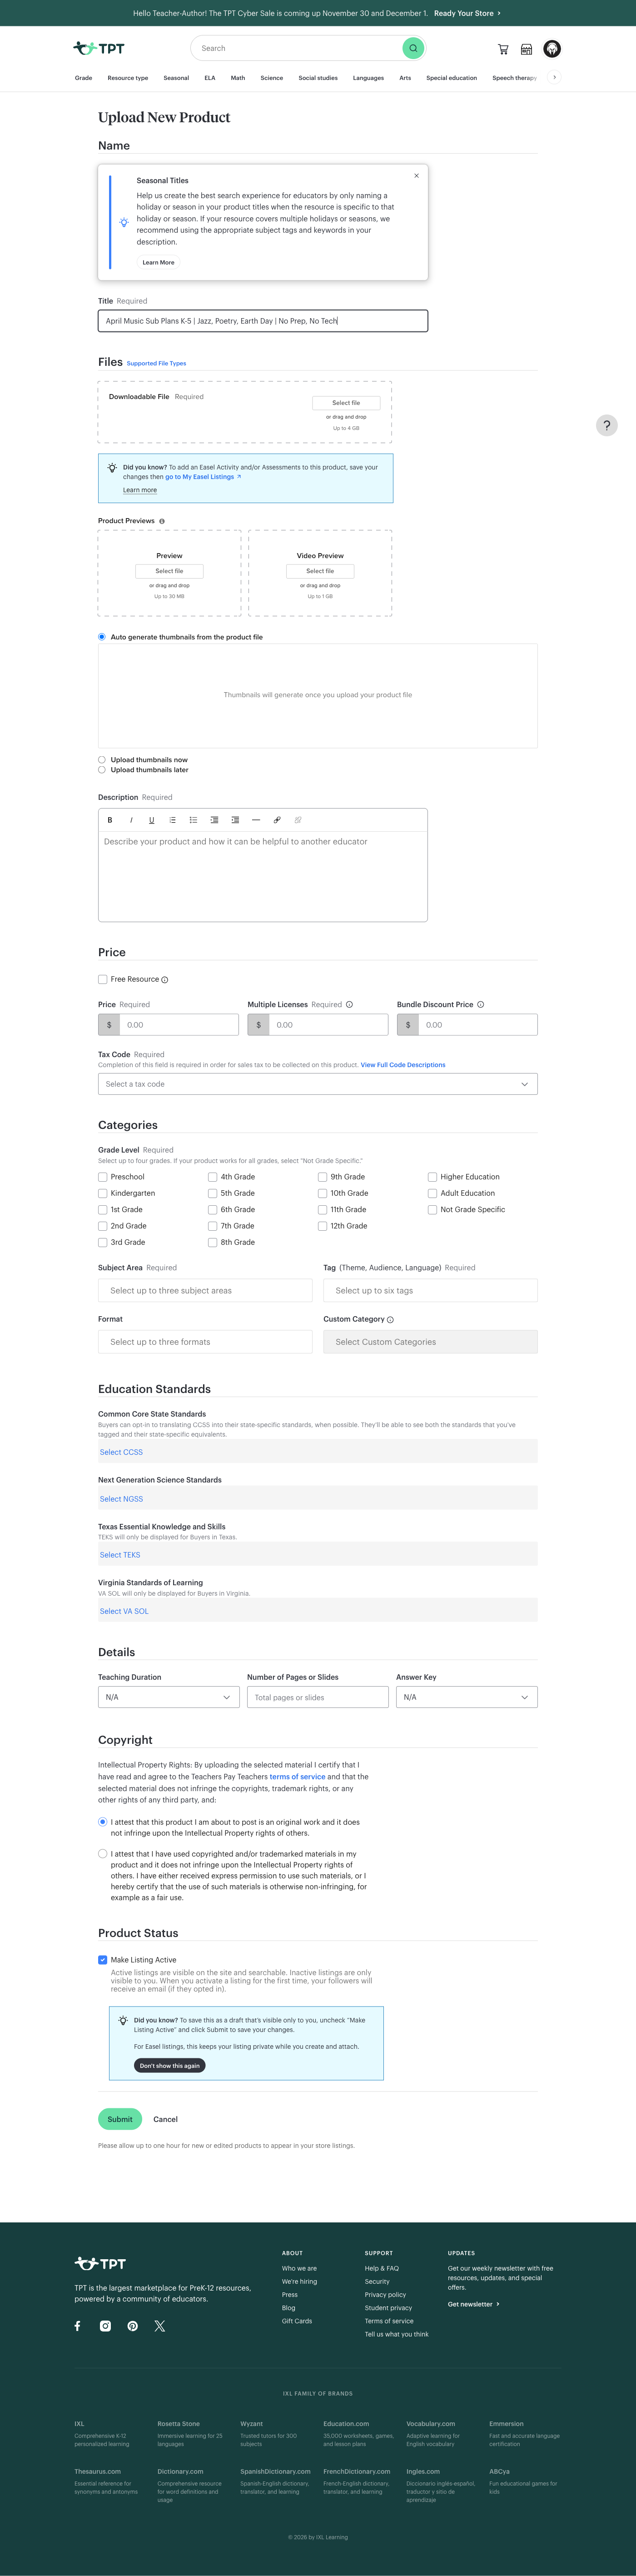 Hello Teacher-Author! The TPT Cyber Sale is coming up November 30 and December 1. Ready Your Store
TPT
Search
Grade Resource type Seasonal ELA Math Science Social studies Languages Arts Special education Speech therapy
Upload New Product
Name
Seasonal Titles
Help us create the best search experience for educators by only naming a
holiday or season in your product titles when the resource is specific to that
holiday or season. If your resource covers multiple holidays or seasons, we
recommend using the appropriate subject tags and keywords in your
description.
Learn More
Title Required
April Music Sub Plans K-5 | Jazz, Poetry, Earth Day | No Prep, No Tech
Files Supported File Types
Downloadable File Required
Select file
or drag and drop
Up to 4 GB
?
Did you know? To add an Easel Activity and/or Assessments to this product, save your
changes then go to My Easel Listings
Learn more
Product Previews
Preview Video Preview
Select file Select file
or drag and drop or drag and drop
Up to 30 MB Up to 1 GB
Auto generate thumbnails from the product file
Thumbnails will generate once you upload your product file
Upload thumbnails now
Upload thumbnails later
Description Required
B I U
Describe your product and how it can be helpful to another educator
Price
Free Resource
Price Required Multiple Licenses Required Bundle Discount Price
$ 0.00 $ 0.00 $ 0.00
Tax Code Required
Completion of this field is required in order for sales tax to be collected on this product. View Full Code Descriptions
Select a tax code
Categories
Grade Level Required
Select up to four grades. If your product works for all grades, select "Not Grade Specific."
Preschool 4th Grade 9th Grade Higher Education
Kindergarten 5th Grade 10th Grade Adult Education
1st Grade 6th Grade 11th Grade Not Grade Specific
2nd Grade 7th Grade 12th Grade
3rd Grade 8th Grade
Subject Area Required Tag (Theme, Audience, Language) Required
Select up to three subject areas Select up to six tags
Format Custom Category
Select up to three formats Select Custom Categories
Education Standards
Common Core State Standards
Buyers can opt-in to translating CCSS into their state-specific standards, when possible. They'll be able to see both the standards that you've
tagged and their state-specific equivalents.
Select CCSS
Next Generation Science Standards
Select NGSS
Texas Essential Knowledge and Skills
TEKS will only be displayed for Buyers in Texas.
Select TEKS
Virginia Standards of Learning
VA SOL will only be displayed for Buyers in Virginia.
Select VA SOL
Details
Teaching Duration Number of Pages or Slides Answer Key
N/A Total pages or slides N/A
Copyright
Intellectual Property Rights: By uploading the selected material I certify that I
have read and agree to the Teachers Pay Teachers terms of service and that the
selected material does not infringe the copyrights, trademark rights, or any
other rights of any third party, and:
I attest that this product I am about to post is an original work and it does
not infringe upon the Intellectual Property rights of others.
I attest that I have used copyrighted and/or trademarked materials in my
product and it does not infringe upon the Intellectual Property rights of
others. I have either received express permission to use such materials, or I
hereby certify that the use of such materials is otherwise non-infringing, for
example as a fair use.
Product Status
Make Listing Active
Active listings are visible on the site and searchable. Inactive listings are only
visible to you. When you activate a listing for the first time, your followers will
receive an email (if they opted in).
Did you know? To save this as a draft that's visible only to you, uncheck "Make
Listing Active" and click Submit to save your changes.
For Easel listings, this keeps your listing private while you create and attach.
Don't show this again
Submit Cancel
Please allow up to one hour for new or edited products to appear in your store listings.
TPT
TPT is the largest marketplace for PreK-12 resources,
powered by a community of educators.
ABOUT
Who we are
We're hiring
Press
Blog
Gift Cards
SUPPORT
Help & FAQ
Security
Privacy policy
Student privacy
Terms of service
Tell us what you think
UPDATES
Get our weekly newsletter with free
resources, updates, and special
offers.
Get newsletter
IXL FAMILY OF BRANDS
IXL
Comprehensive K-12
personalized learning
Rosetta Stone
Immersive learning for 25
languages
Wyzant
Trusted tutors for 300
subjects
Education.com
35,000 worksheets, games,
and lesson plans
Vocabulary.com
Adaptive learning for
English vocabulary
Emmersion
Fast and accurate language
certification
Thesaurus.com
Essential reference for
synonyms and antonyms
Dictionary.com
Comprehensive resource
for word definitions and
usage
SpanishDictionary.com
Spanish-English dictionary,
translator, and learning
FrenchDictionary.com
French-English dictionary,
translator, and learning
Ingles.com
Diccionario inglés-español,
traductor y sitio de
aprendizaje
ABCya
Fun educational games for
kids
© 2026 by IXL Learning